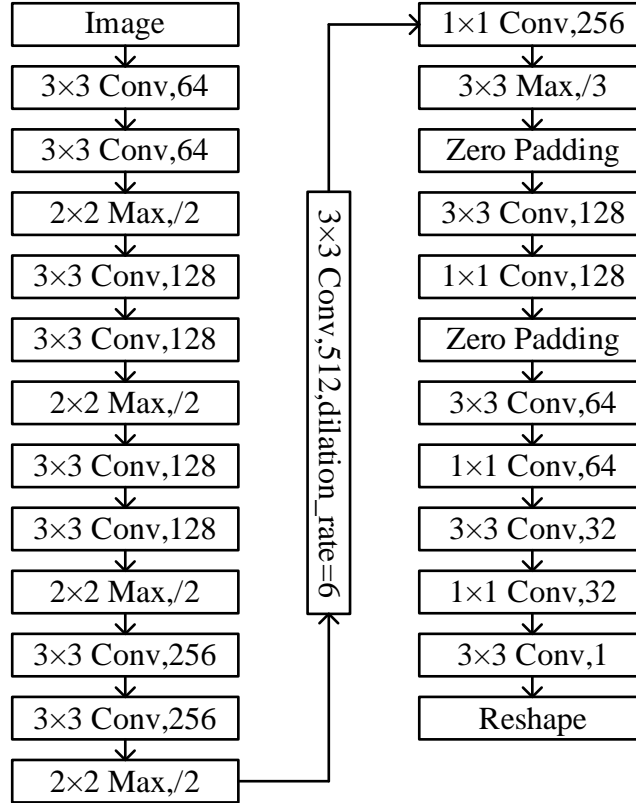 Image
3×3 Conv,64
3×3 Conv,64
2×2 Max,/2
3×3 Conv,128
3×3 Conv,128
2×2 Max,/2
3×3 Conv,128
3×3 Conv,128
2×2 Max,/2
3×3 Conv,256
3×3 Conv,256
2×2 Max,/2
3×3 Conv,512,dilation_rate=6
1×1 Conv,256
3×3 Max,/3
Zero Padding
3×3 Conv,128
1×1 Conv,128
Zero Padding
3×3 Conv,64
1×1 Conv,64
3×3 Conv,32
1×1 Conv,32
3×3 Conv,1
Reshape